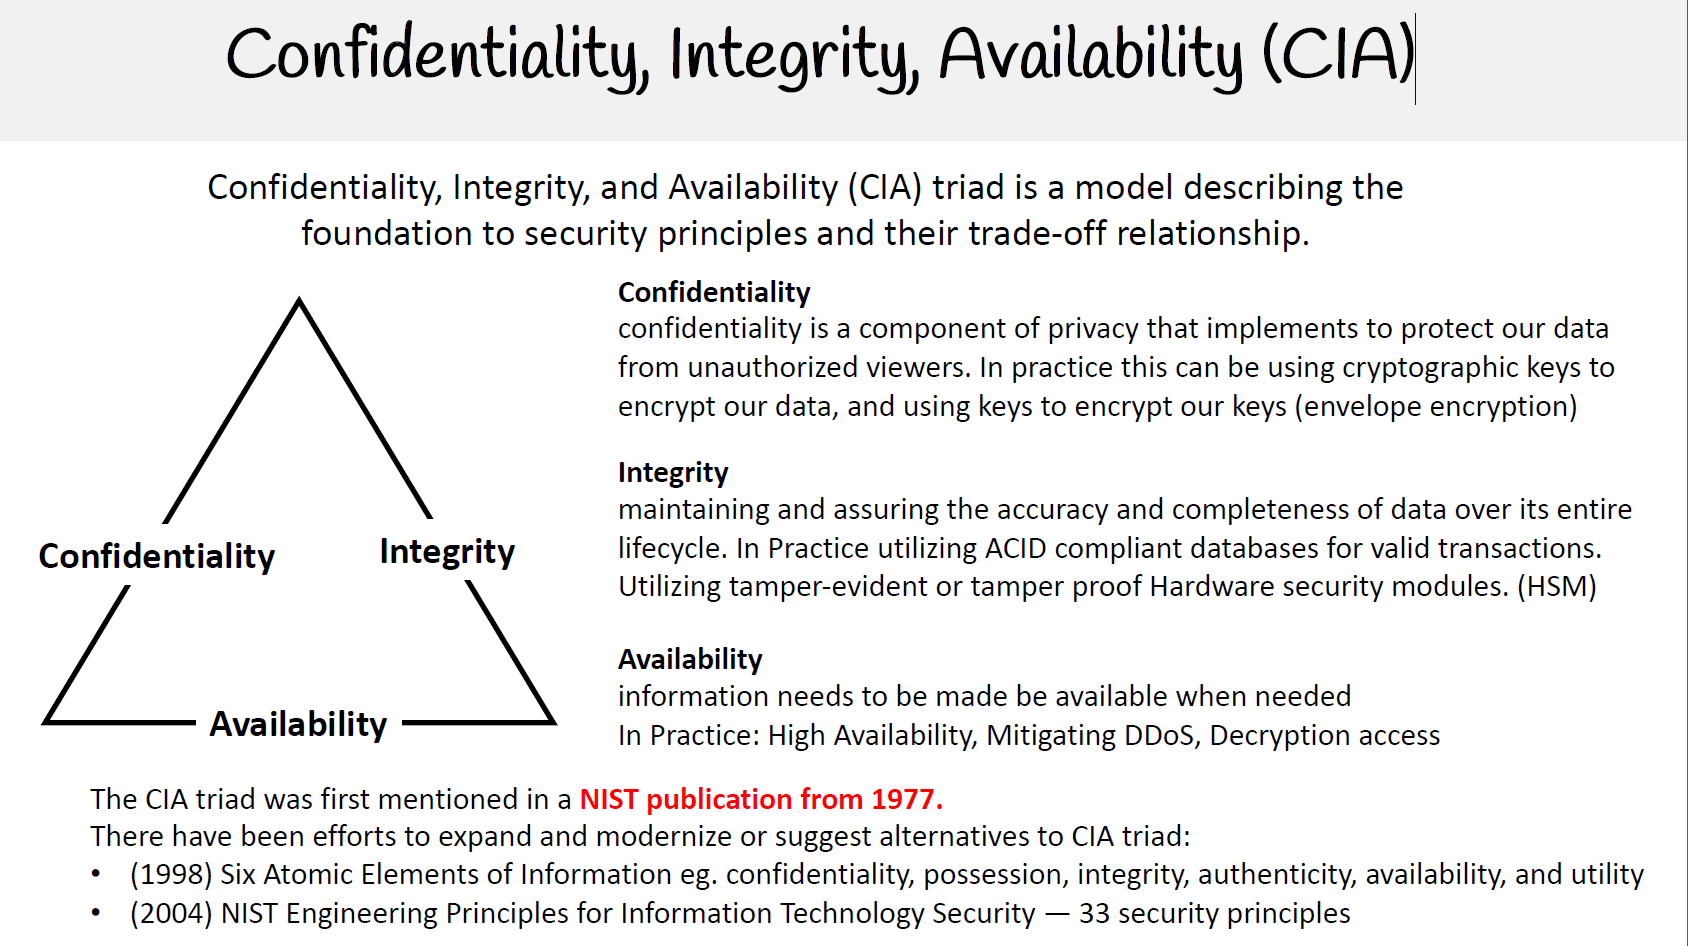 Confidentiality, Integrity, Availability (CIA)
Confidentiality, Integrity, and Availability (CIA) triad is a model describing the
foundation to security principles and their trade-off relationship.
Confidentiality
Integrity
Availability
Confidentiality
confidentiality is a component of privacy that implements to protect our data
from unauthorized viewers. In practice this can be using cryptographic keys to
encrypt our data, and using keys to encrypt our keys (envelope encryption)
Integrity
maintaining and assuring the accuracy and completeness of data over its entire
lifecycle. In Practice utilizing ACID compliant databases for valid transactions.
Utilizing tamper-evident or tamper proof Hardware security modules. (HSM)
Availability
information needs to be made be available when needed
In Practice: High Availability, Mitigating DDoS, Decryption access
The CIA triad was first mentioned in a NIST publication from 1977.
There have been efforts to expand and modernize or suggest alternatives to CIA triad:
• (1998) Six Atomic Elements of Information eg. confidentiality, possession, integrity, authenticity, availability, and utility
• (2004) NIST Engineering Principles for Information Technology Security — 33 security principles